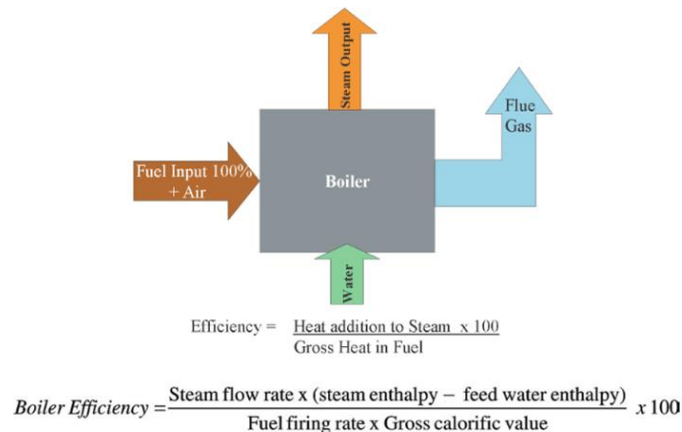 Steam Output
Flue
Gas
Fuel Input 100%
+ Air
Boiler
Water
Efficiency = Heat addition to Steam x 100
Gross Heat in Fuel
Boiler Efficiency = Steam flow rate x (steam enthalpy − feed water enthalpy) x 100
Fuel firing rate x Gross calorific value